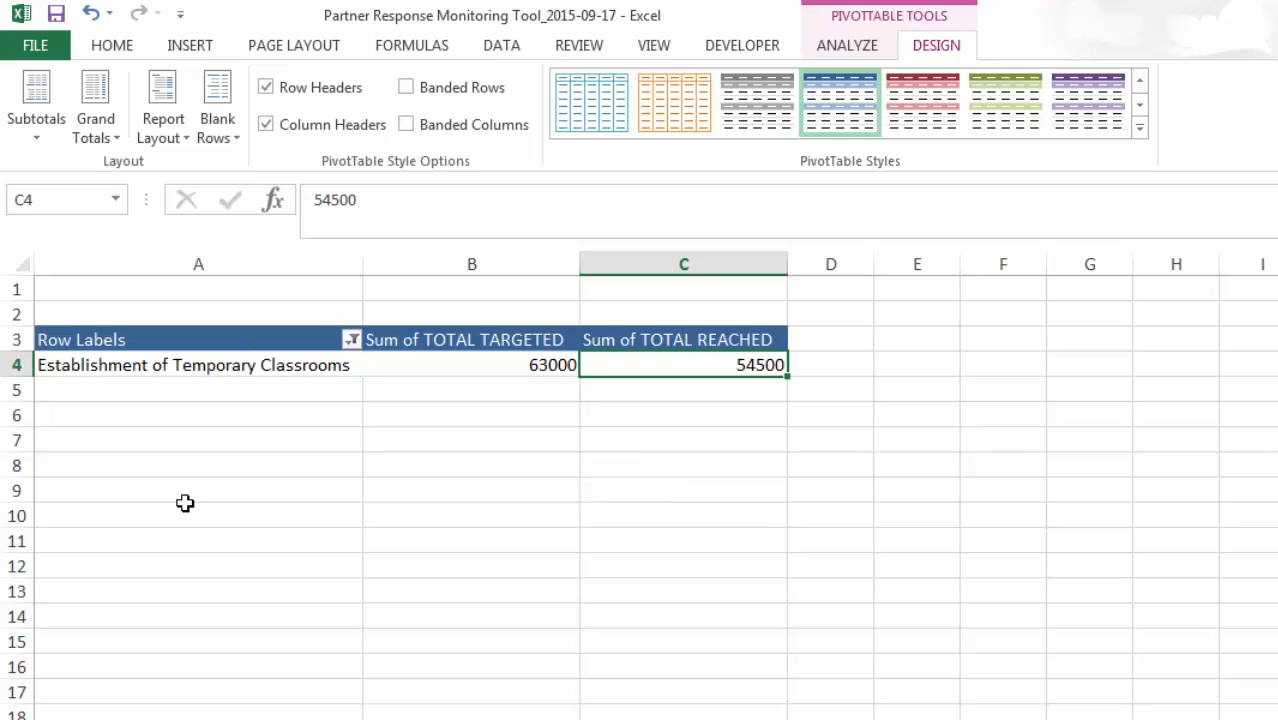 Partner Response Monitoring Tool_2015-09-17 - Excel
PIVOTTABLE TOOLS
FILE HOME INSERT PAGE LAYOUT FORMULAS DATA REVIEW VIEW DEVELOPER ANALYZE DESIGN
Subtotals
Grand Totals
Report Layout
Blank Rows
Layout
Row Headers
Banded Rows
Column Headers
Banded Columns
PivotTable Style Options
PivotTable Styles
C4
fx
54500
A B C D E F G H I
1
2
3 Row Labels Sum of TOTAL TARGETED Sum of TOTAL REACHED
4 Establishment of Temporary Classrooms 63000 54500
5
6
7
8
9
10
11
12
13
14
15
16
17
18